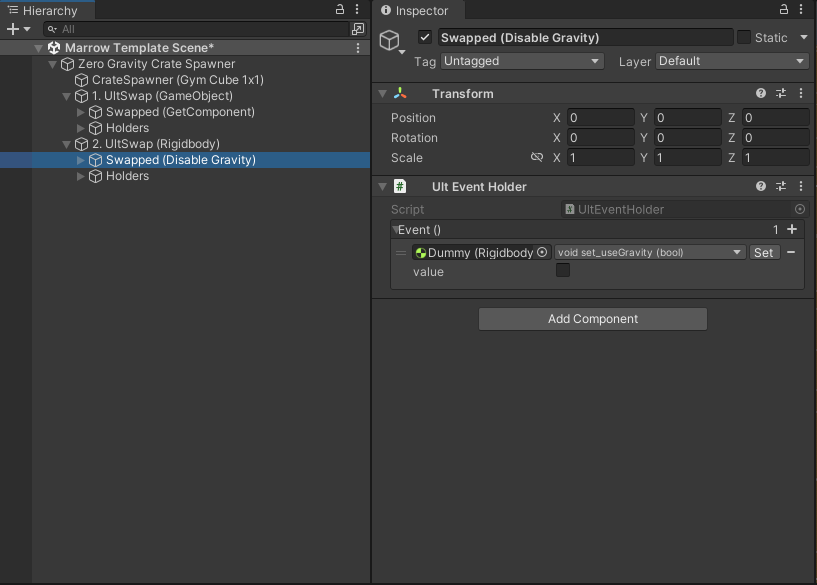 Hierarchy
All
Marrow Template Scene*
Zero Gravity Crate Spawner
CrateSpawner (Gym Cube 1x1)
1. UltSwap (GameObject)
Swapped (GetComponent)
Holders
2. UltSwap (Rigidbody)
Swapped (Disable Gravity)
Holders
Inspector
Swapped (Disable Gravity) Static
Tag Untagged Layer Default
Transform
Position X 0 Y 0 Z 0
Rotation X 0 Y 0 Z 0
Scale X 1 Y 1 Z 1
# Ult Event Holder
Script # UltEventHolder
Event () 1 +
Dummy (Rigidbody void set_useGravity (bool) Set −
value
Add Component